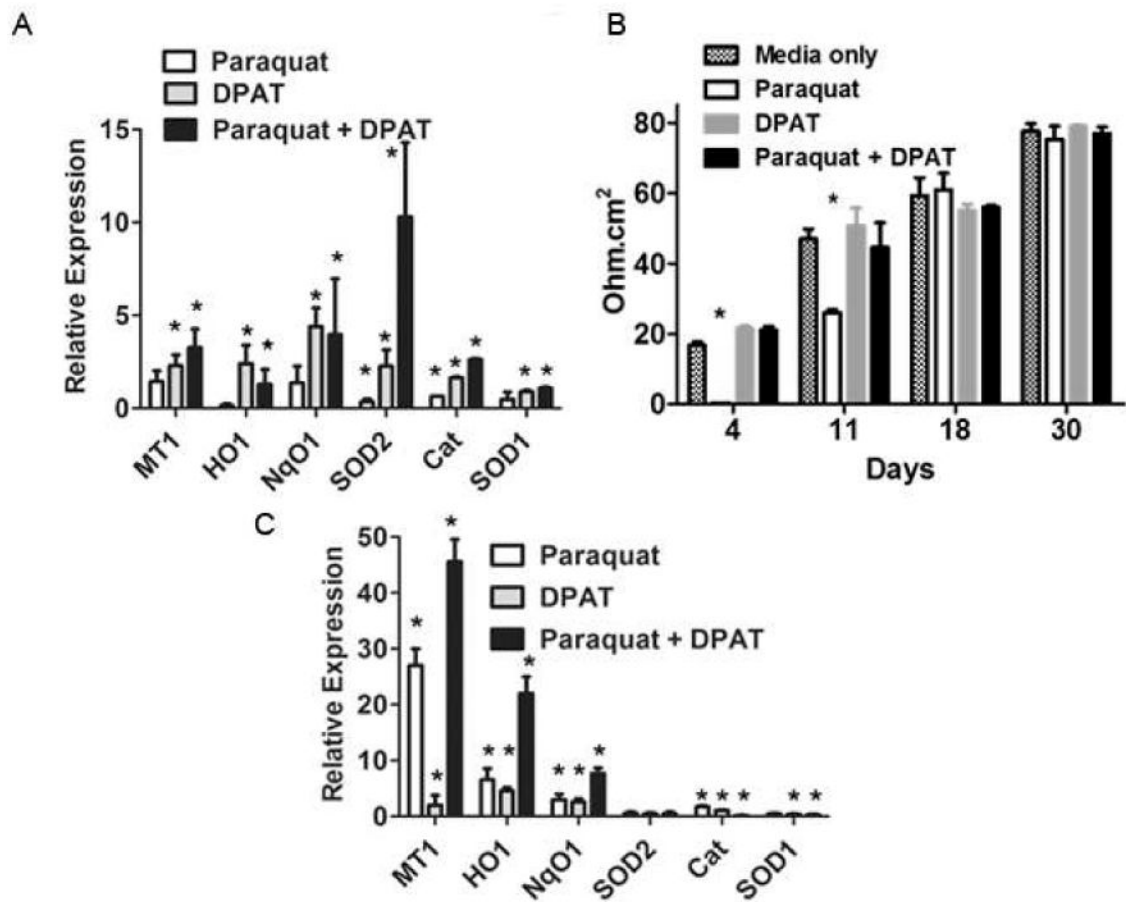 A
Paraquat
DPAT
Paraquat + DPAT
Relative Expression
15
10
5
0
* * * * * * * * * * * * * *
MT1 HO1 NqO1 SOD2 Cat SOD1
B
Media only
Paraquat
DPAT
Paraquat + DPAT
Ohm.cm²
80
60
40
20
0
* *
4 11 18 30
Days
C
Paraquat
DPAT
Paraquat + DPAT
Relative Expression
50
40
30
20
10
0
* * * * * * * * * * * * * *
MT1 HO1 NqO1 SOD2 Cat SOD1